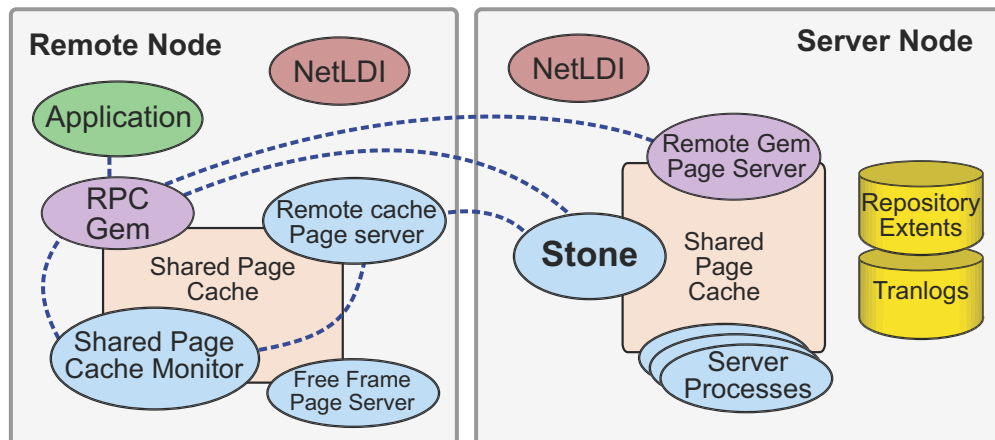 Remote Node
NetLDI
Application
RPC
Gem
Remote cache
Page server
Shared Page
Cache
Shared Page
Cache Monitor
Free Frame
Page Server
Server Node
NetLDI
Remote Gem
Page Server
Stone
Shared
Page
Cache
Server
Processes
Repository
Extents
Tranlogs